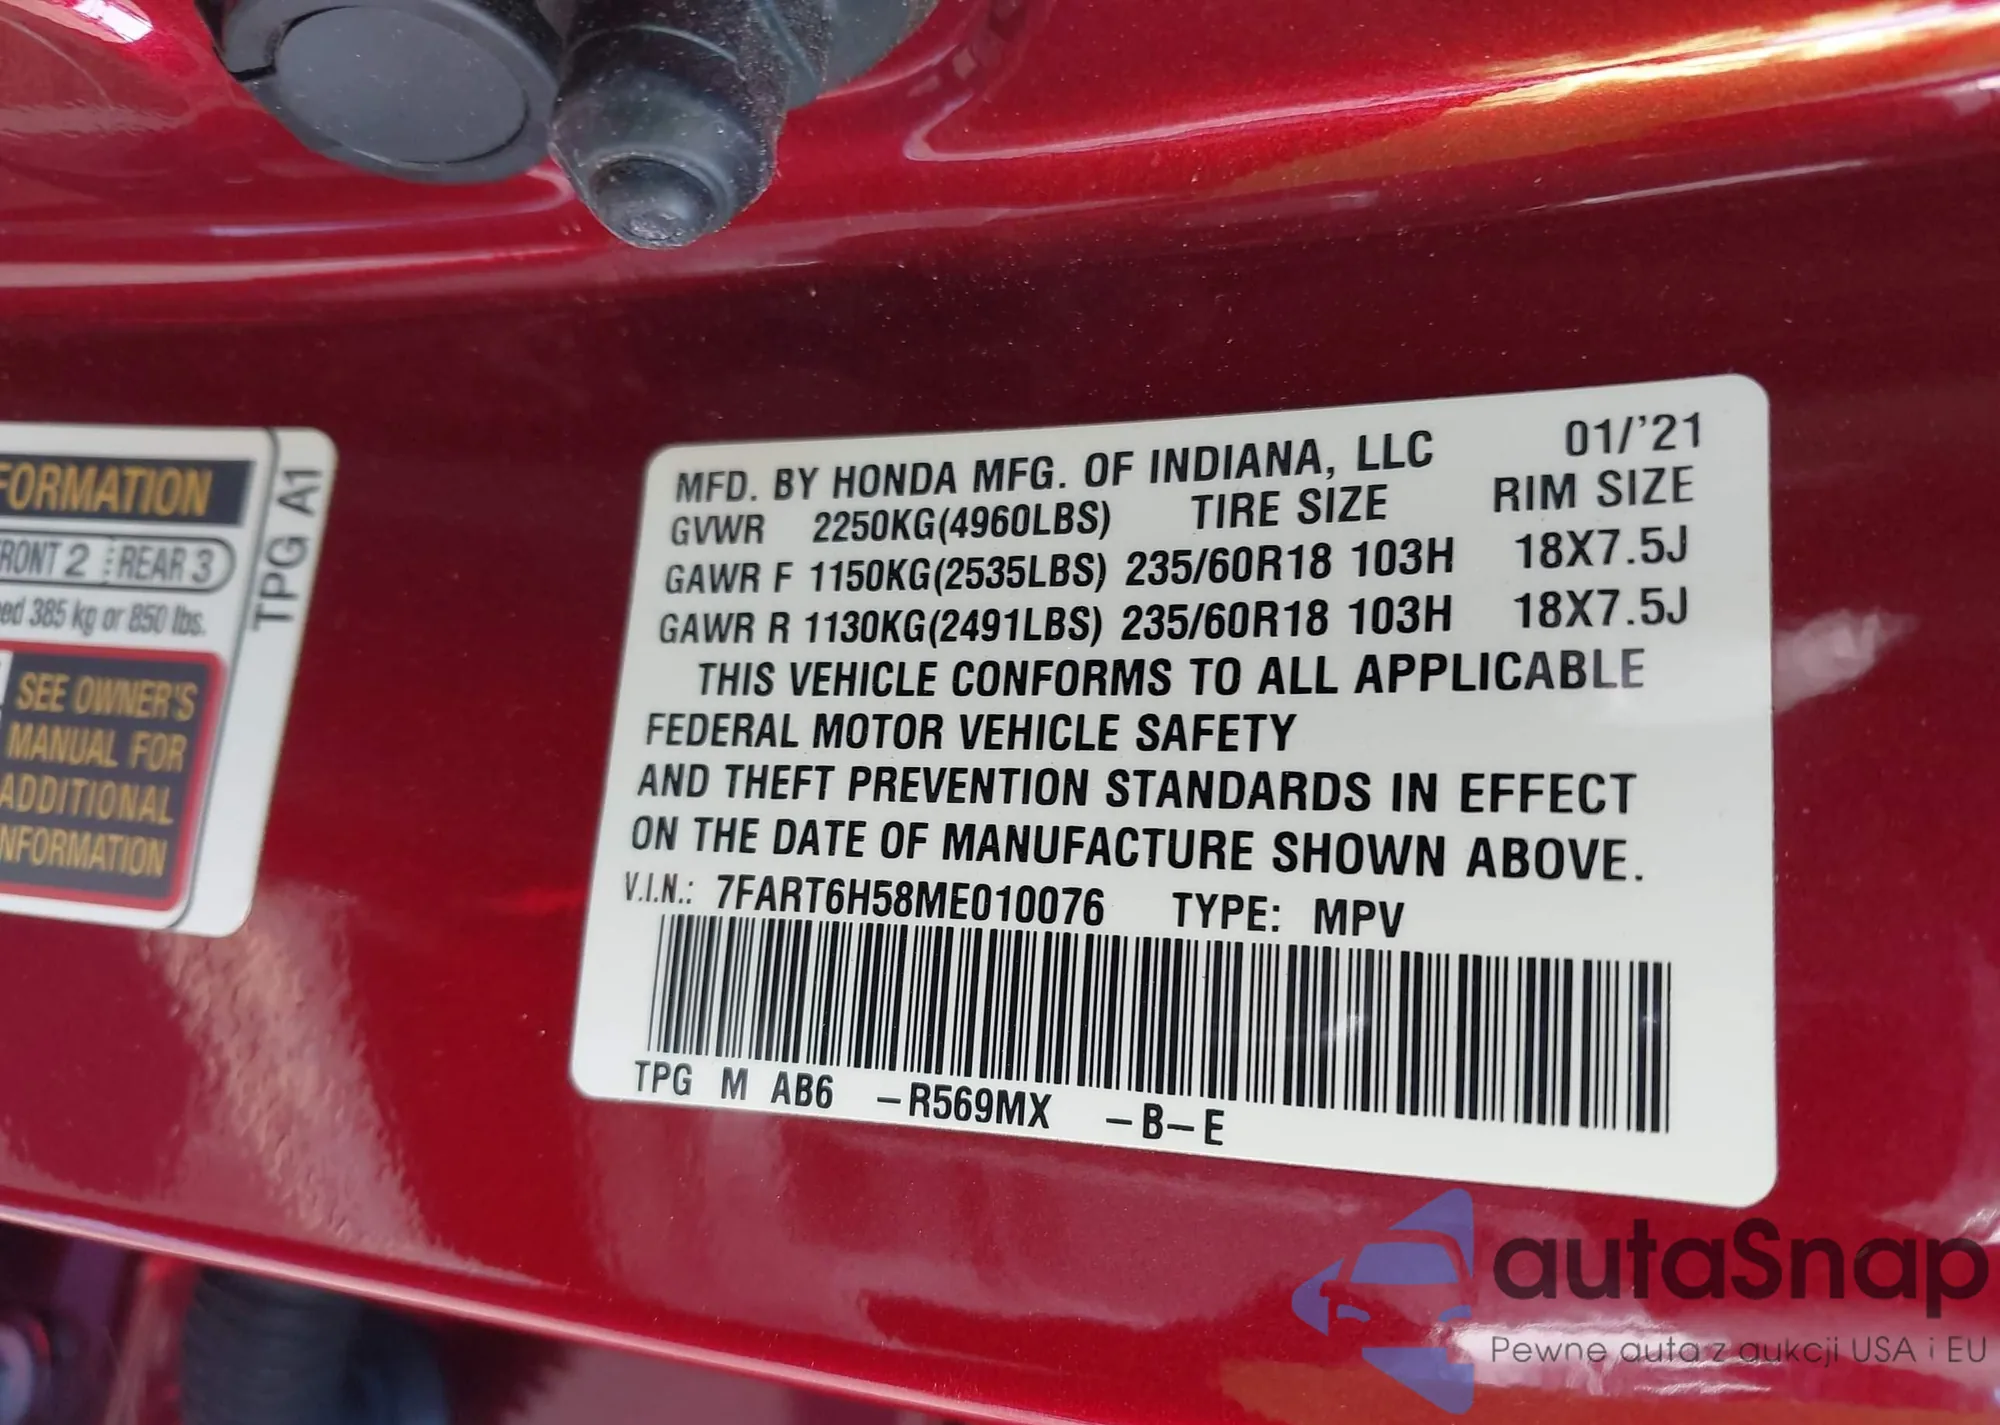 FORMATION
FRONT 2 REAR 3
ed 385 kg or 850 lbs.
SEE OWNER'S
MANUAL FOR
ADDITIONAL
INFORMATION
TPG A1
MFD. BY HONDA MFG. OF INDIANA, LLC 01/'21
GVWR 2250KG(4960LBS) TIRE SIZE RIM SIZE
GAWR F 1150KG(2535LBS) 235/60R18 103H 18X7.5J
GAWR R 1130KG(2491LBS) 235/60R18 103H 18X7.5J
THIS VEHICLE CONFORMS TO ALL APPLICABLE
FEDERAL MOTOR VEHICLE SAFETY
AND THEFT PREVENTION STANDARDS IN EFFECT
ON THE DATE OF MANUFACTURE SHOWN ABOVE.
V.I.N.: 7FART6H58ME010076 TYPE: MPV
TPG M AB6 -R569MX -B-E
autaSnap
Pewne auta z aukcji USA i EU